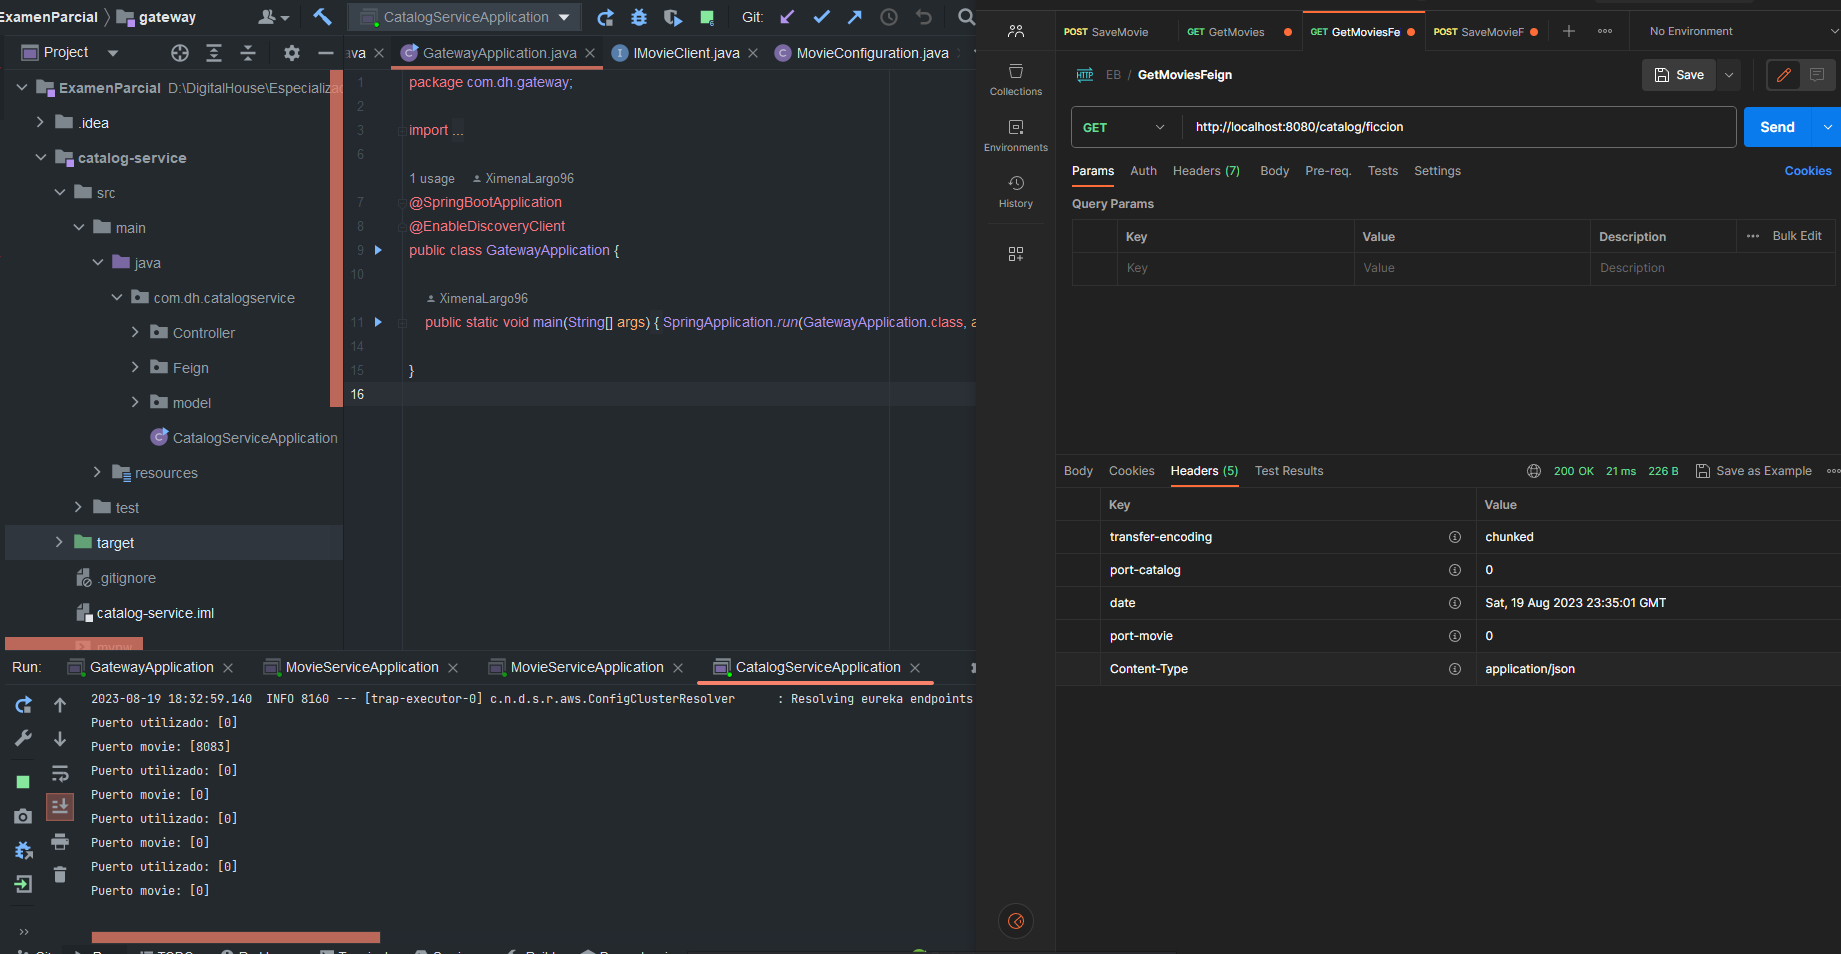 ExamenParcial
gateway
CatalogServiceApplication
Git:
Project
ava
GatewayApplication.java
IMovieClient.java
MovieConfiguration.java
ExamenParcial D:\DigitalHouse\Especializac
.idea
catalog-service
src
main
java
com.dh.catalogservice
Controller
Feign
model
CatalogServiceApplication
resources
test
target
.gitignore
catalog-service.iml
mvnw
1 package com.dh.gateway;
2
3 import ...
6
1 usage XimenaLargo96
7 @SpringBootApplication
8 @EnableDiscoveryClient
9 public class GatewayApplication {
10
XimenaLargo96
11 public static void main(String[] args) { SpringApplication.run(GatewayApplication.class, a
14
15 }
16
Run: GatewayApplication MovieServiceApplication MovieServiceApplication CatalogServiceApplication
2023-08-19 18:32:59.140 INFO 8160 --- [trap-executor-0] c.n.d.s.r.aws.ConfigClusterResolver : Resolving eureka endpoints
Puerto utilizado: [0]
Puerto movie: [8083]
Puerto utilizado: [0]
Puerto movie: [0]
Puerto utilizado: [0]
Puerto movie: [0]
Puerto utilizado: [0]
Puerto movie: [0]
Collections
Environments
History
POST SaveMovie
GET GetMovies
GET GetMoviesFe
POST SaveMovieF
No Environment
HTTP EB / GetMoviesFeign
Save
GET http://localhost:8080/catalog/ficcion
Send
Params Auth Headers (7) Body Pre-req. Tests Settings Cookies
Query Params
Key Value Description Bulk Edit
Key Value Description
Body Cookies Headers (5) Test Results 200 OK 21 ms 226 B Save as Example
Key Value
transfer-encoding chunked
port-catalog 0
date Sat, 19 Aug 2023 23:35:01 GMT
port-movie 0
Content-Type application/json